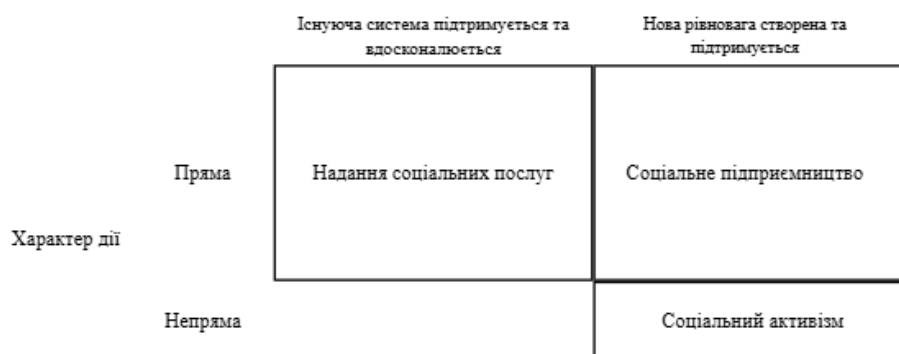 Існуюча система підтримується та
вдосконалюється
Нова рівновага створена та
підтримується
Пряма
Надання соціальних послуг
Соціальне підприємництво
Характер дії
Непряма
Соціальний активізм